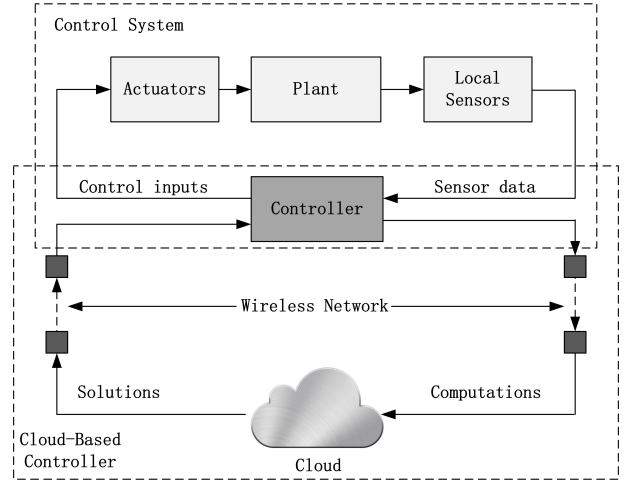 Control System
Actuators
Plant
Local
Sensors
Control inputs
Controller
Sensor data
Wireless Network
Solutions
Computations
Cloud-Based
Controller
Cloud